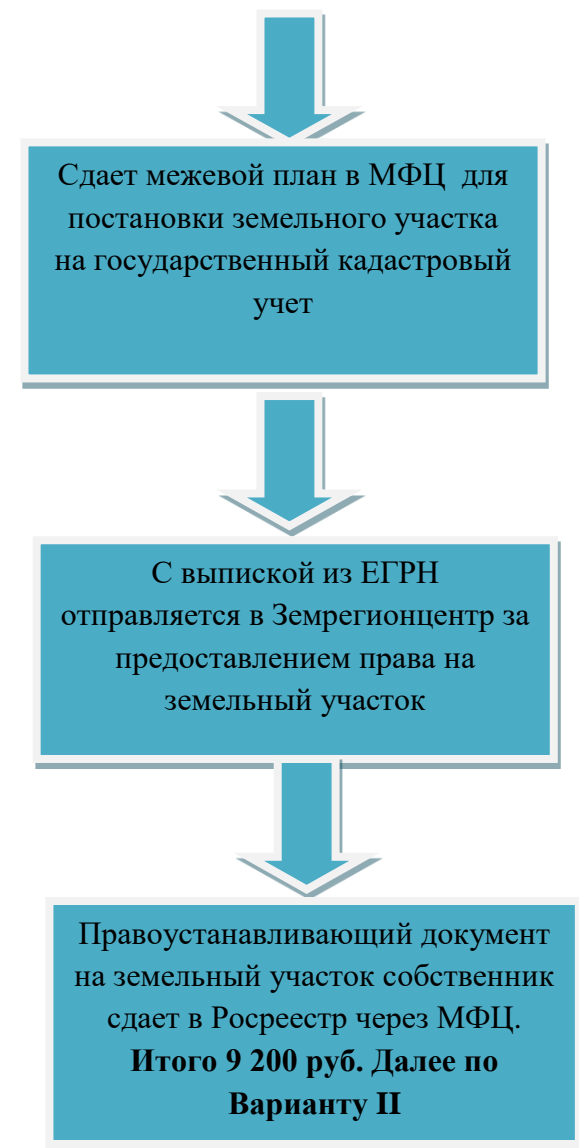 Сдает межевой план в МФЦ для
постановки земельного участка
на государственный кадастровый
учет
С выпиской из ЕГРН
отправляется в Земрегионцентр за
предоставлением права на
земельный участок
Правоустанавливающий документ
на земельный участок собственник
сдает в Росреестр через МФЦ.
Итого 9 200 руб. Далее по
Варианту II